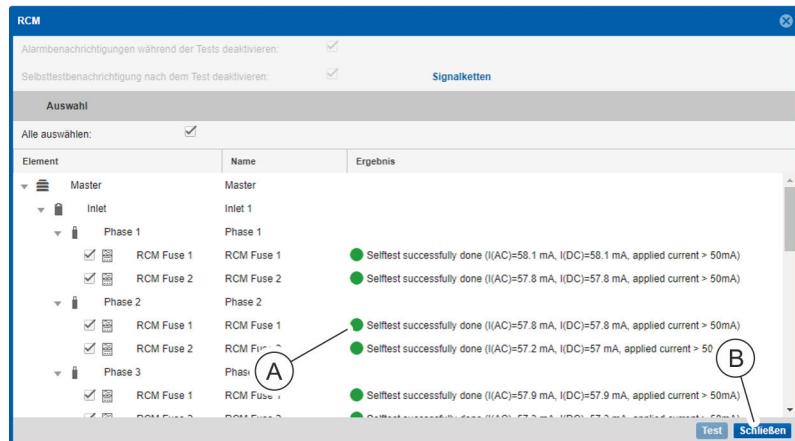 RCM
Alarmbenachrichtigungen während der Tests deaktivieren:
Selbsttestbenachrichtigung nach dem Test deaktivieren: Signalketten
Auswahl
Alle auswählen:
Element Name Ergebnis
Master Master
Inlet Inlet 1
Phase 1 Phase 1
RCM Fuse 1 RCM Fuse 1 Selftest successfully done (I(AC)=58.1 mA, I(DC)=58.1 mA, applied current > 50mA)
RCM Fuse 2 RCM Fuse 2 Selftest successfully done (I(AC)=57.8 mA, I(DC)=57.8 mA, applied current > 50mA)
Phase 2 Phase 2
RCM Fuse 1 RCM Fuse 1 Selftest successfully done (I(AC)=57.8 mA, I(DC)=57.8 mA, applied current > 50mA)
RCM Fuse 2 RCM Selftest successfully done (I(AC)=57.2 mA, I(DC)=57 mA, applied current > 50
A B
Phase 3
RCM Fuse 1 RCM Selftest successfully done (I(AC)=57.9 mA, I(DC)=57.9 mA, applied current > 50mA)
Test Schließen